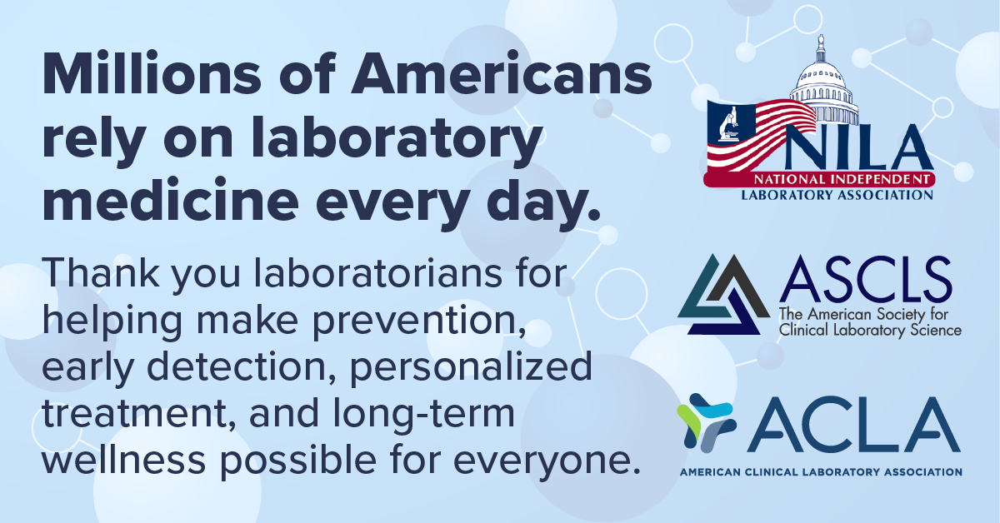 Millions of Americans
rely on laboratory
medicine every day.
Thank you laboratorians for
helping make prevention,
early detection, personalized
treatment, and long-term
wellness possible for everyone.
NILA
NATIONAL INDEPENDENT
LABORATORY ASSOCIATION
ASCLS
The American Society for
Clinical Laboratory Science
ACLA
AMERICAN CLINICAL LABORATORY ASSOCIATION